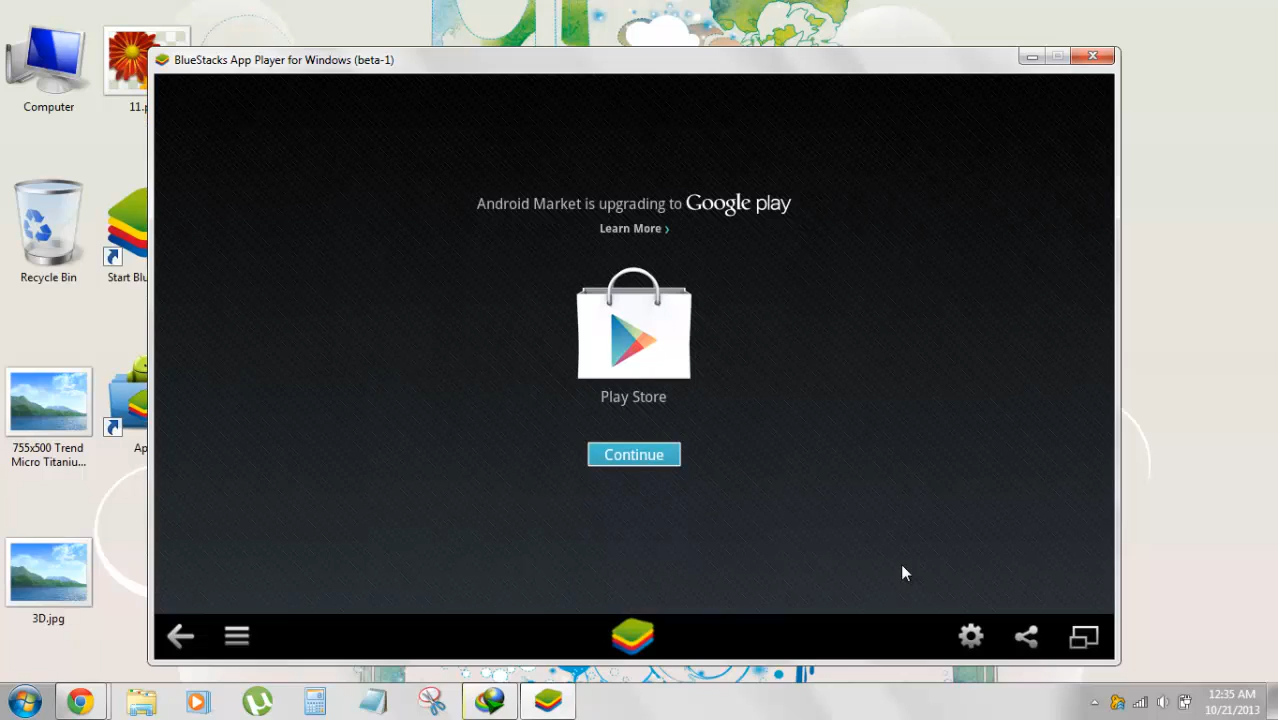 BlueStacks App Player for Windows (beta-1)
Computer
11.p
Recycle Bin
Start Blu
755x500 Trend
Micro Titaniu...
Ap
3D.jpg
Android Market is upgrading to Google play
Learn More ›
Play Store
Continue
12:35 AM
10/21/2013